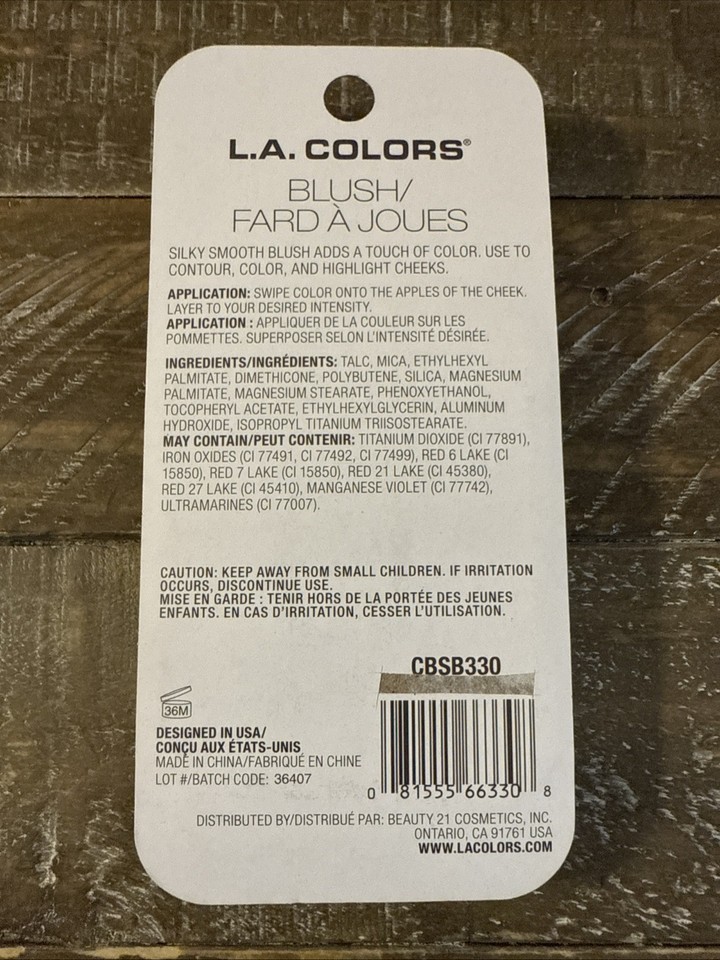 L.A. COLORS®
BLUSH/
FARD À JOUES
SILKY SMOOTH BLUSH ADDS A TOUCH OF COLOR. USE TO
CONTOUR, COLOR, AND HIGHLIGHT CHEEKS.
APPLICATION: SWIPE COLOR ONTO THE APPLES OF THE CHEEK.
LAYER TO YOUR DESIRED INTENSITY.
APPLICATION : APPLIQUER DE LA COULEUR SUR LES
POMMETTES. SUPERPOSER SELON L'INTENSITÉ DÉSIRÉE.
INGREDIENTS/INGRÉDIENTS: TALC, MICA, ETHYLHEXYL
PALMITATE, DIMETHICONE, POLYBUTENE, SILICA, MAGNESIUM
PALMITATE, MAGNESIUM STEARATE, PHENOXYETHANOL,
TOCOPHERYL ACETATE, ETHYLHEXYLGLYCERIN, ALUMINUM
HYDROXIDE, ISOPROPYL TITANIUM TRIISOSTEARATE.
MAY CONTAIN/PEUT CONTENIR: TITANIUM DIOXIDE (CI 77891),
IRON OXIDES (CI 77491, CI 77492, CI 77499), RED 6 LAKE (CI
15850), RED 7 LAKE (CI 15850), RED 21 LAKE (CI 45380),
RED 27 LAKE (CI 45410), MANGANESE VIOLET (CI 77742),
ULTRAMARINES (CI 77007).
CAUTION: KEEP AWAY FROM SMALL CHILDREN. IF IRRITATION
OCCURS, DISCONTINUE USE.
MISE EN GARDE : TENIR HORS DE LA PORTÉE DES JEUNES
ENFANTS. EN CAS D'IRRITATION, CESSER L'UTILISATION.
CBSB330
36M
DESIGNED IN USA/
CONÇU AUX ÉTATS-UNIS
MADE IN CHINA/FABRIQUÉ EN CHINE
LOT #/BATCH CODE: 36407
0 81555 66330 8
DISTRIBUTED BY/DISTRIBUÉ PAR: BEAUTY 21 COSMETICS, INC.
ONTARIO, CA 91761 USA
WWW.LACOLORS.COM